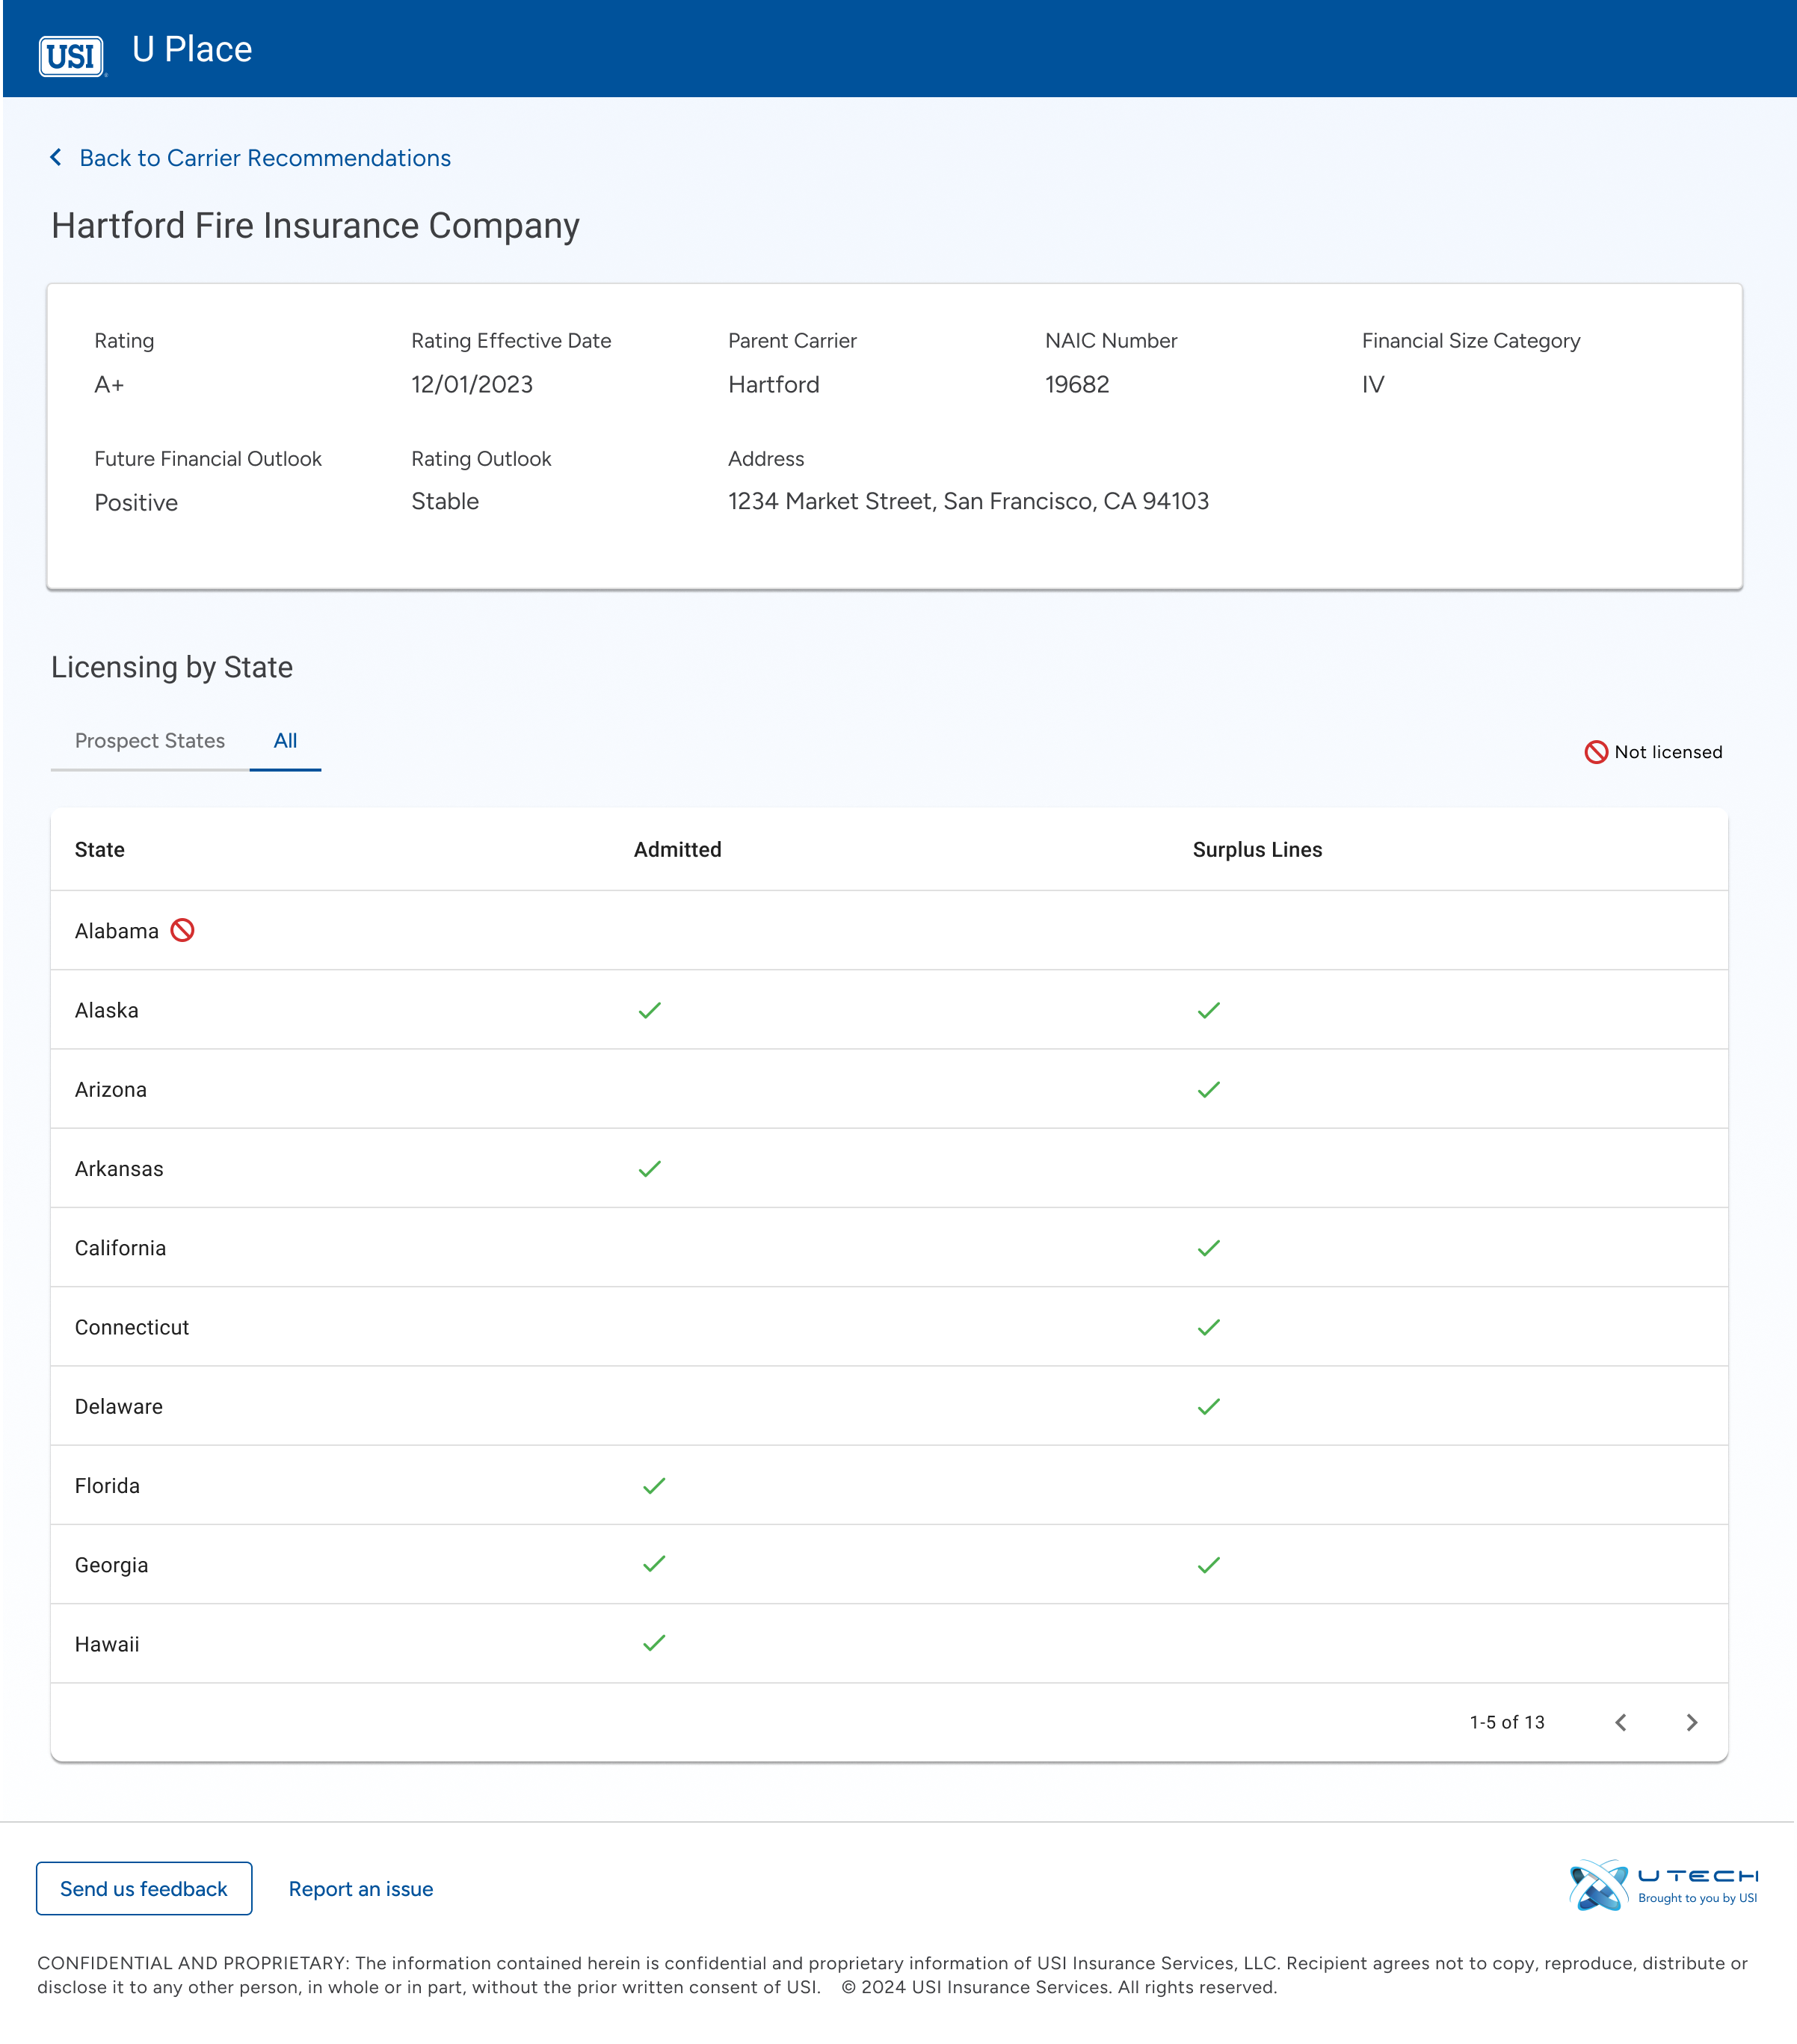 USI
U Place
Back to Carrier Recommendations
Hartford Fire Insurance Company
Rating
Rating Effective Date
Parent Carrier
NAIC Number
Financial Size Category
A+
12/01/2023
Hartford
19682
IV
Future Financial Outlook
Rating Outlook
Address
Positive
Stable
1234 Market Street, San Francisco, CA 94103
Licensing by State
Prospect States
All
Not licensed
State
Admitted
Surplus Lines
Alabama
Alaska
Arizona
Arkansas
California
Connecticut
Delaware
Florida
Georgia
Hawaii
1-5 of 13
Send us feedback
Report an issue
U TECH
Brought to you by USI
CONFIDENTIAL AND PROPRIETARY: The information contained herein is confidential and proprietary information of USI Insurance Services, LLC. Recipient agrees not to copy, reproduce, distribute or
disclose it to any other person, in whole or in part, without the prior written consent of USI. © 2024 USI Insurance Services. All rights reserved.